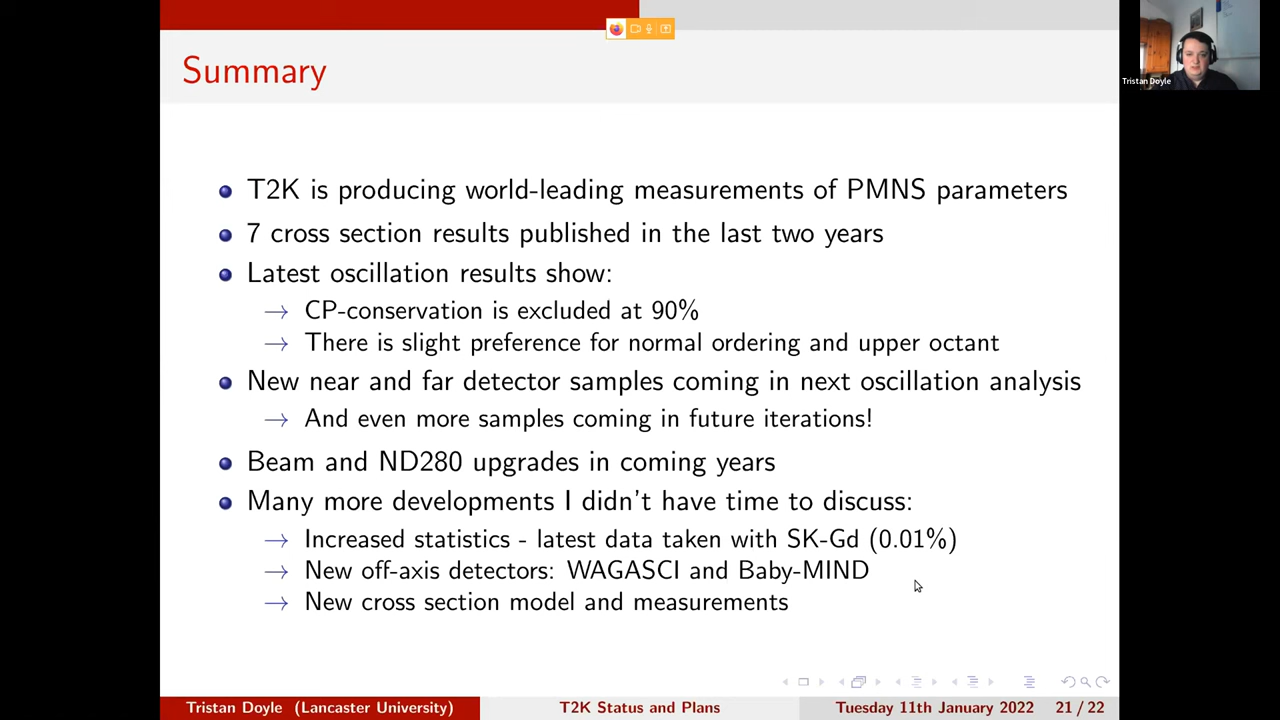 Summary
Tristan Doyle
T2K is producing world-leading measurements of PMNS parameters
7 cross section results published in the last two years
Latest oscillation results show:
→ CP-conservation is excluded at 90%
→ There is slight preference for normal ordering and upper octant
New near and far detector samples coming in next oscillation analysis
→ And even more samples coming in future iterations!
Beam and ND280 upgrades in coming years
Many more developments I didn't have time to discuss:
→ Increased statistics - latest data taken with SK-Gd (0.01%)
→ New off-axis detectors: WAGASCI and Baby-MIND
→ New cross section model and measurements
Tristan Doyle (Lancaster University) T2K Status and Plans Tuesday 11th January 2022 21 / 22